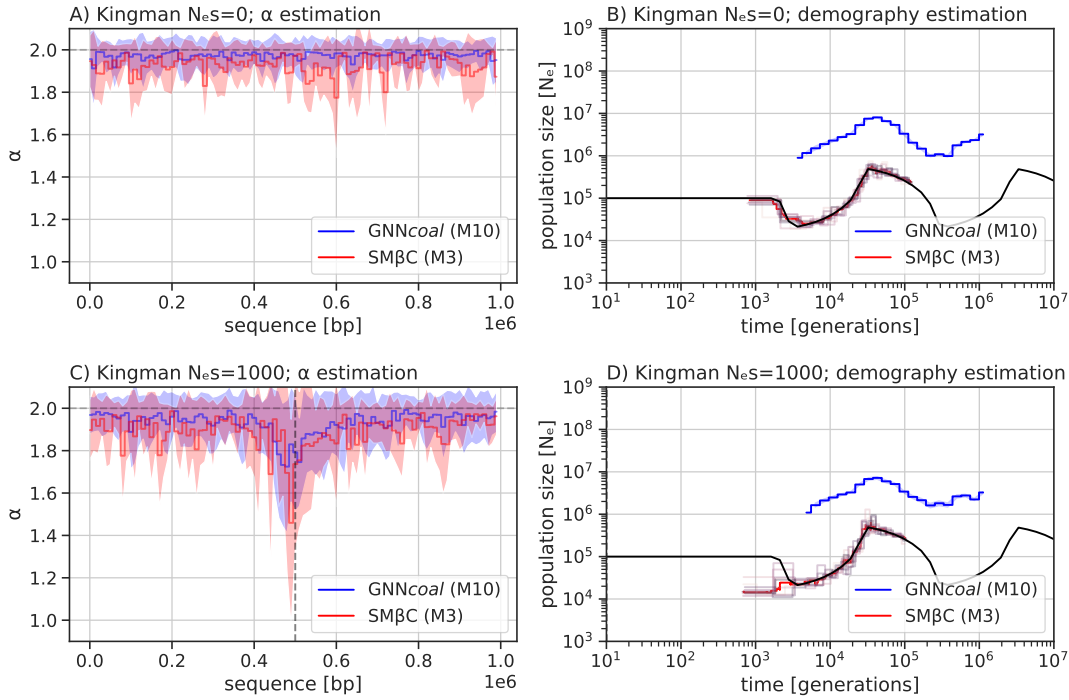 A) Kingman Nₑs=0; α estimation
2.0
1.8
1.6
1.4
1.2
1.0
α
GNNcoal (M10)
SMβC (M3)
0.0 0.2 0.4 0.6 0.8 1.0
sequence [bp] 1e6
B) Kingman Nₑs=0; demography estimation
10⁹
10⁸
10⁷
10⁶
10⁵
10⁴
10³
population size [Nₑ]
GNNcoal (M10)
SMβC (M3)
10¹ 10² 10³ 10⁴ 10⁵ 10⁶ 10⁷
time [generations]
C) Kingman Nₑs=1000; α estimation
2.0
1.8
1.6
1.4
1.2
1.0
α
GNNcoal (M10)
SMβC (M3)
0.0 0.2 0.4 0.6 0.8 1.0
sequence [bp] 1e6
D) Kingman Nₑs=1000; demography estimation
10⁹
10⁸
10⁷
10⁶
10⁵
10⁴
10³
population size [Nₑ]
GNNcoal (M10)
SMβC (M3)
10¹ 10² 10³ 10⁴ 10⁵ 10⁶ 10⁷
time [generations]